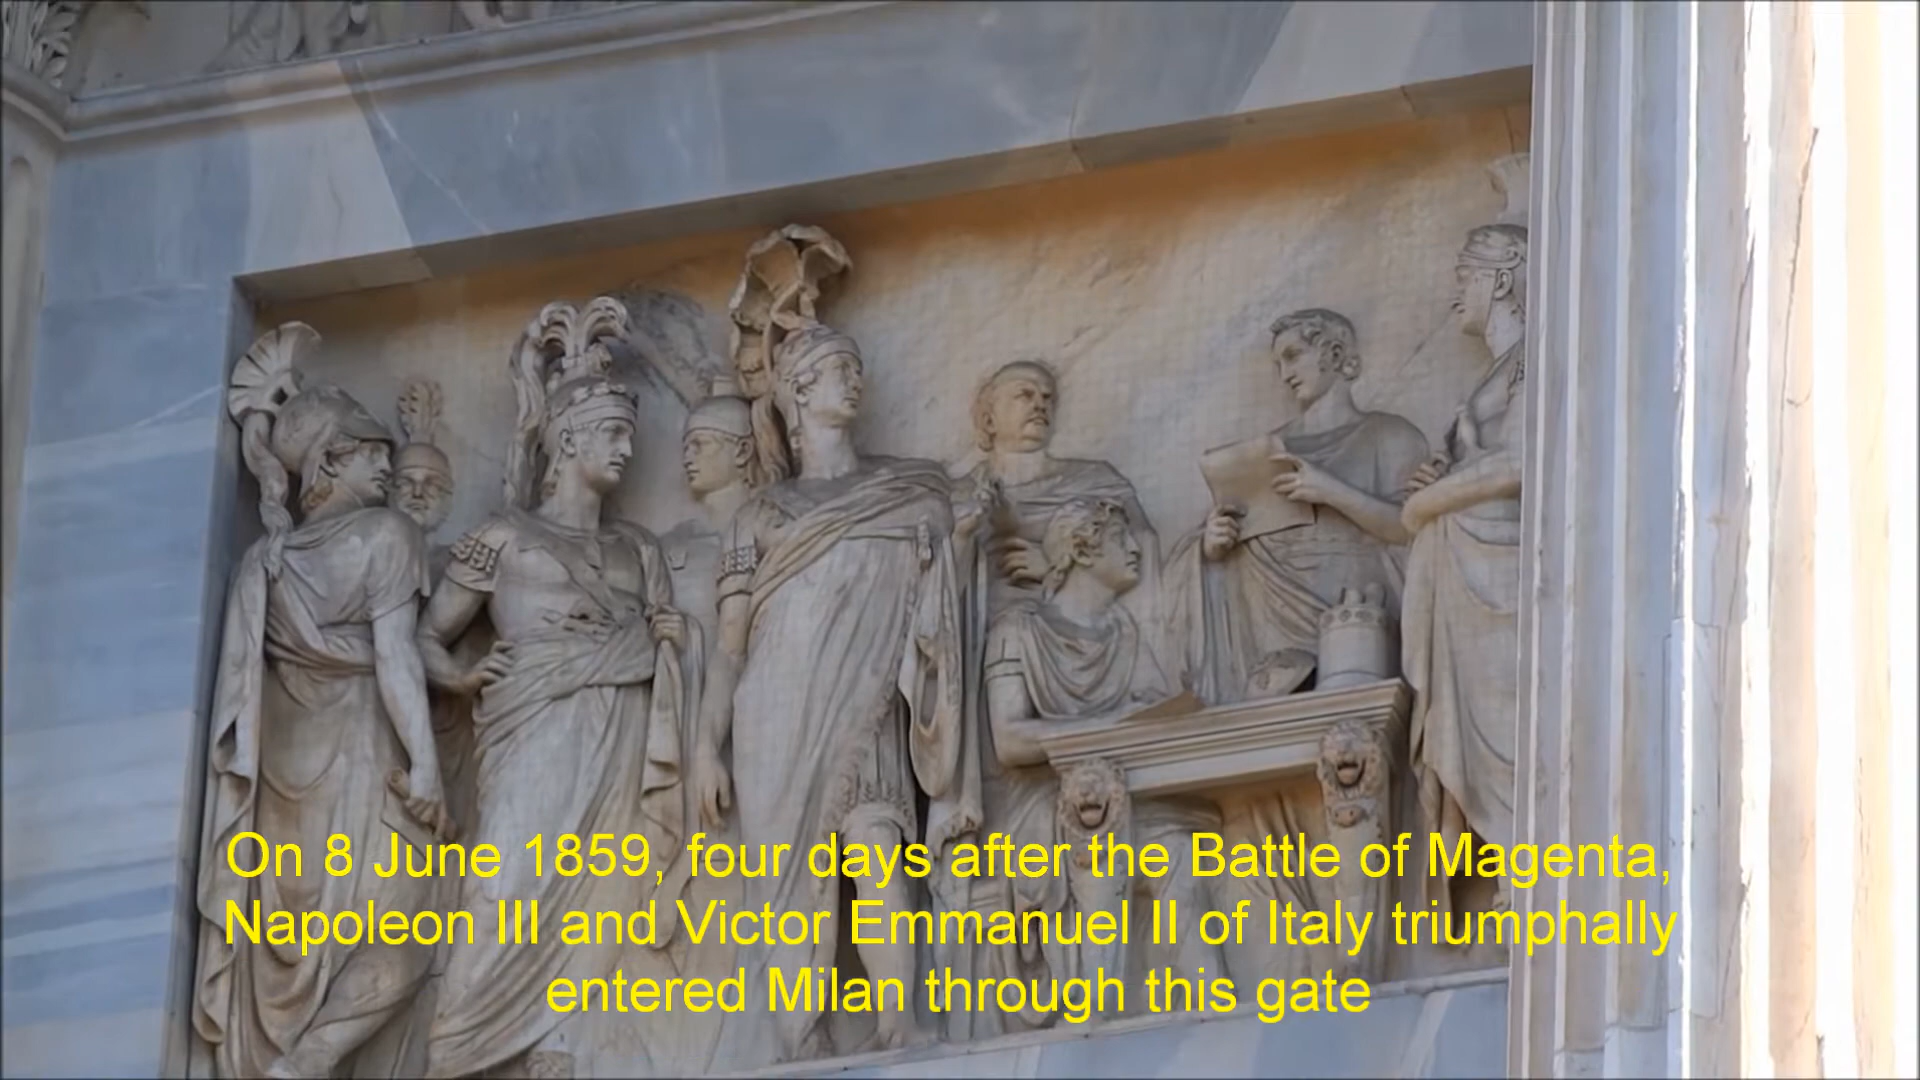 On 8 June 1859, four days after the Battle of Magenta,
Napoleon III and Victor Emmanuel II of Italy triumphally
entered Milan through this gate